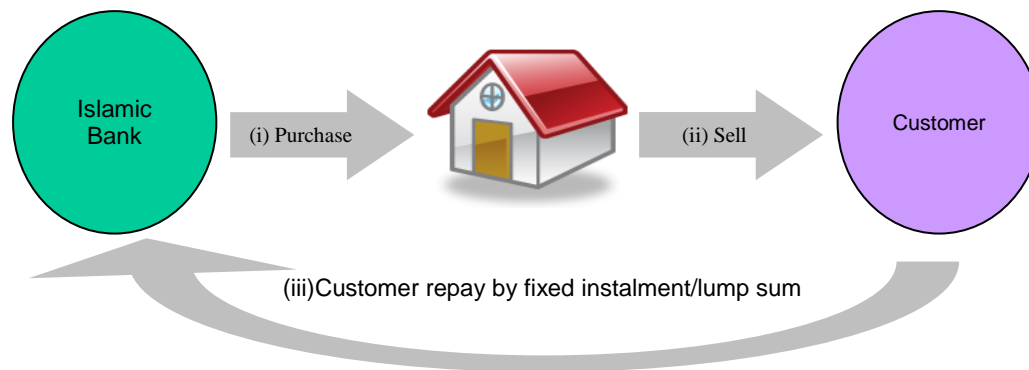 Islamic
Bank
(i) Purchase
(ii) Sell
Customer
(iii)Customer repay by fixed instalment/lump sum